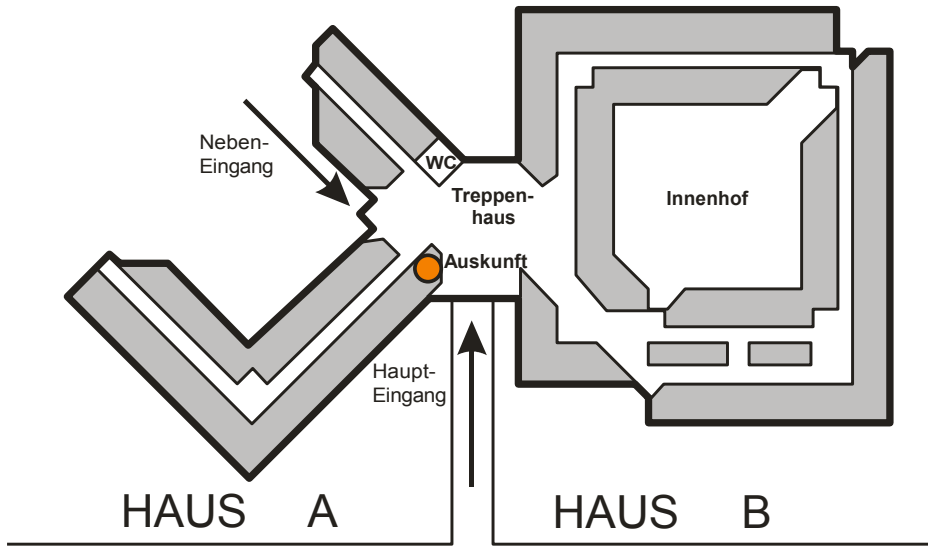 Neben-
Eingang
WC
Treppen-
haus
Innenhof
Auskunft
Haupt-
Eingang
HAUS A
HAUS B